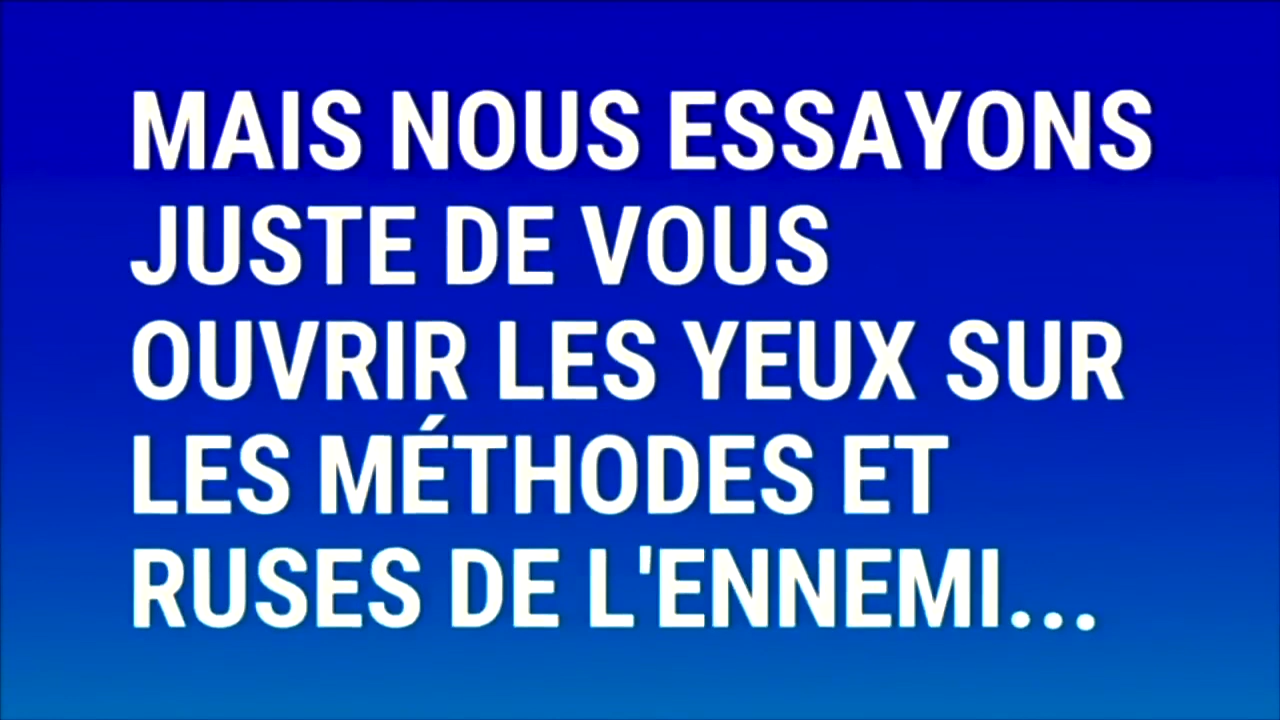 MAIS NOUS ESSAYONS
JUSTE DE VOUS
OUVRIR LES YEUX SUR
LES MÉTHODES ET
RUSES DE L'ENNEMI...